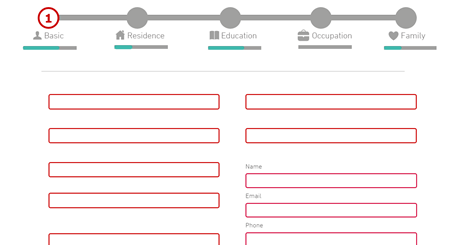 1
Basic
Residence
Education
Occupation
Family
Name
Email
Phone